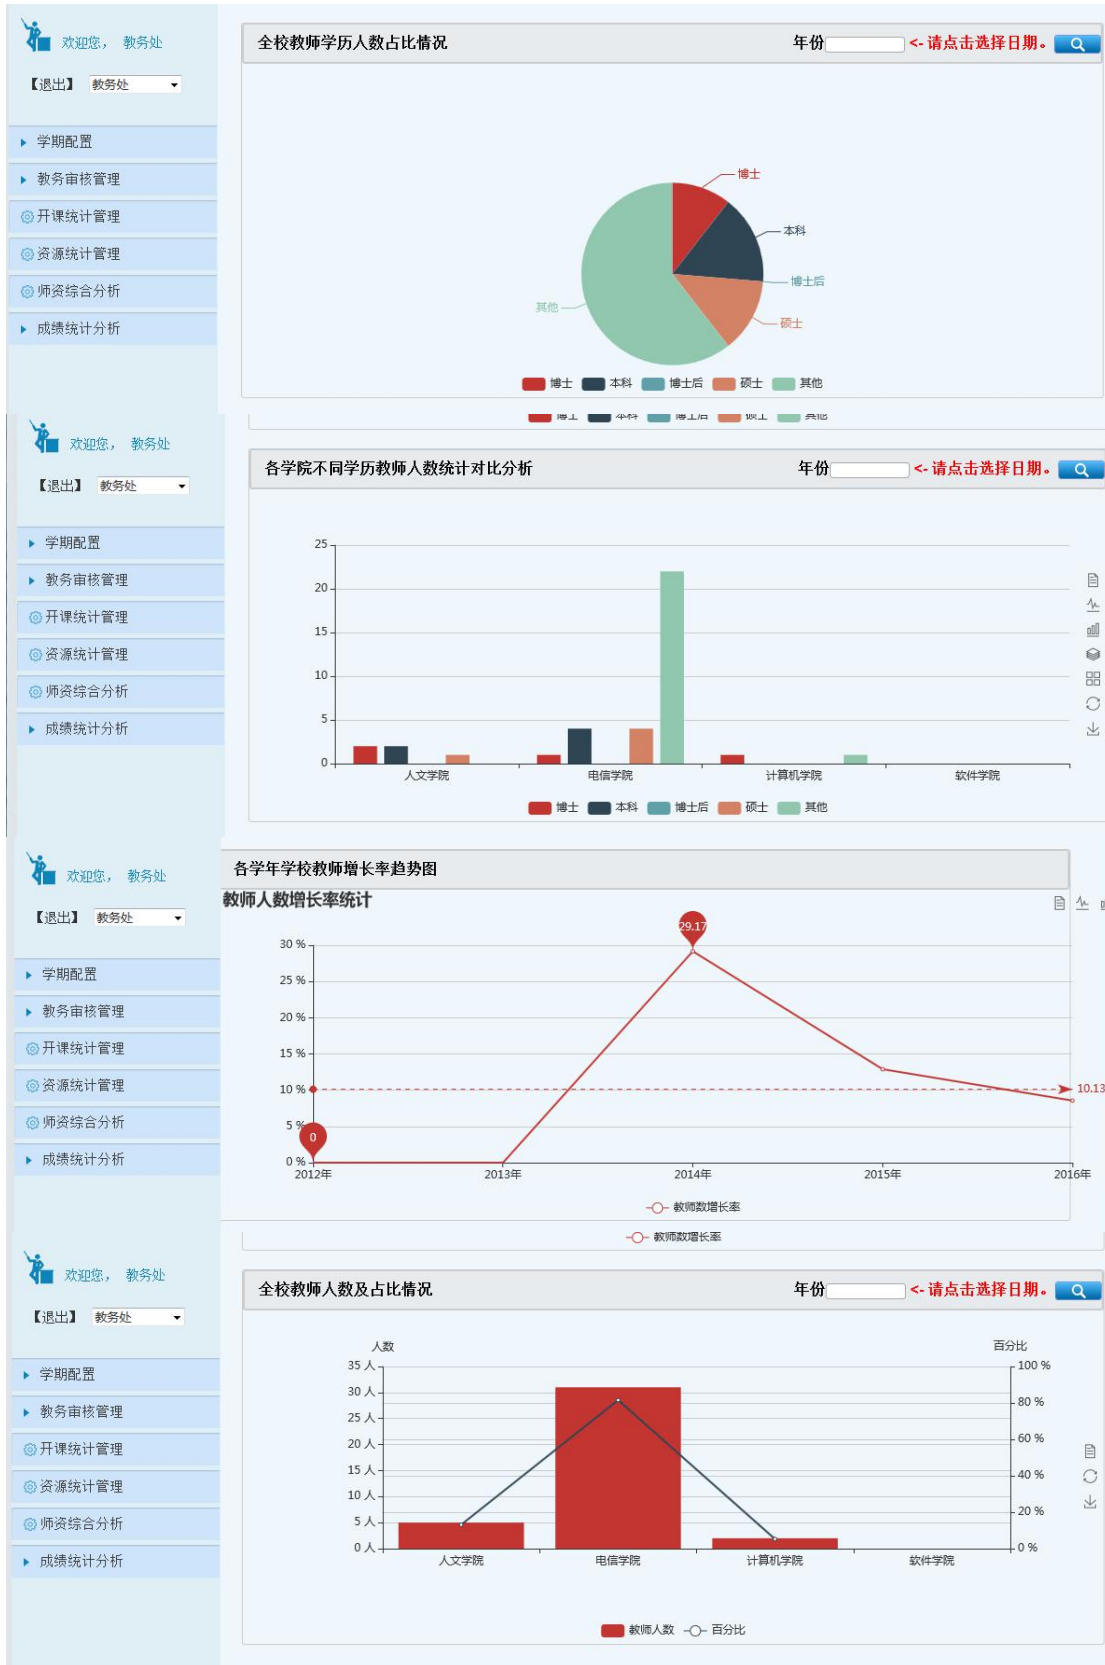 欢迎您， 教务处
【退出】 教务处
学期配置
教务审核管理
开课统计管理
资源统计管理
师资综合分析
成绩统计分析
全校教师学历人数占比情况 年份 <-请点击选择日期。
博士
本科
博士后
硕士
其他
博士 本科 博士后 硕士 其他
博士 本科 博士后 硕士 其他
欢迎您， 教务处
【退出】 教务处
学期配置
教务审核管理
开课统计管理
资源统计管理
师资综合分析
成绩统计分析
各学院不同学历教师人数统计对比分析 年份 <-请点击选择日期。
25
20
15
10
5
0
人文学院 电信学院 计算机学院 软件学院
博士 本科 博士后 硕士 其他
欢迎您， 教务处
【退出】 教务处
学期配置
教务审核管理
开课统计管理
资源统计管理
师资综合分析
成绩统计分析
各学年学校教师增长率趋势图
教师人数增长率统计
29.17
30 %
25 %
20 %
15 %
10 %
10.13
5 %
0
0 %
2012年 2013年 2014年 2015年 2016年
教师数增长率
教师数增长率
欢迎您， 教务处
【退出】 教务处
学期配置
教务审核管理
开课统计管理
资源统计管理
师资综合分析
成绩统计分析
全校教师人数及占比情况 年份 <-请点击选择日期。
人数 百分比
35 人
30 人
25 人
20 人
15 人
10 人
5 人
0 人
100 %
80 %
60 %
40 %
20 %
0 %
人文学院 电信学院 计算机学院 软件学院
教师人数 百分比